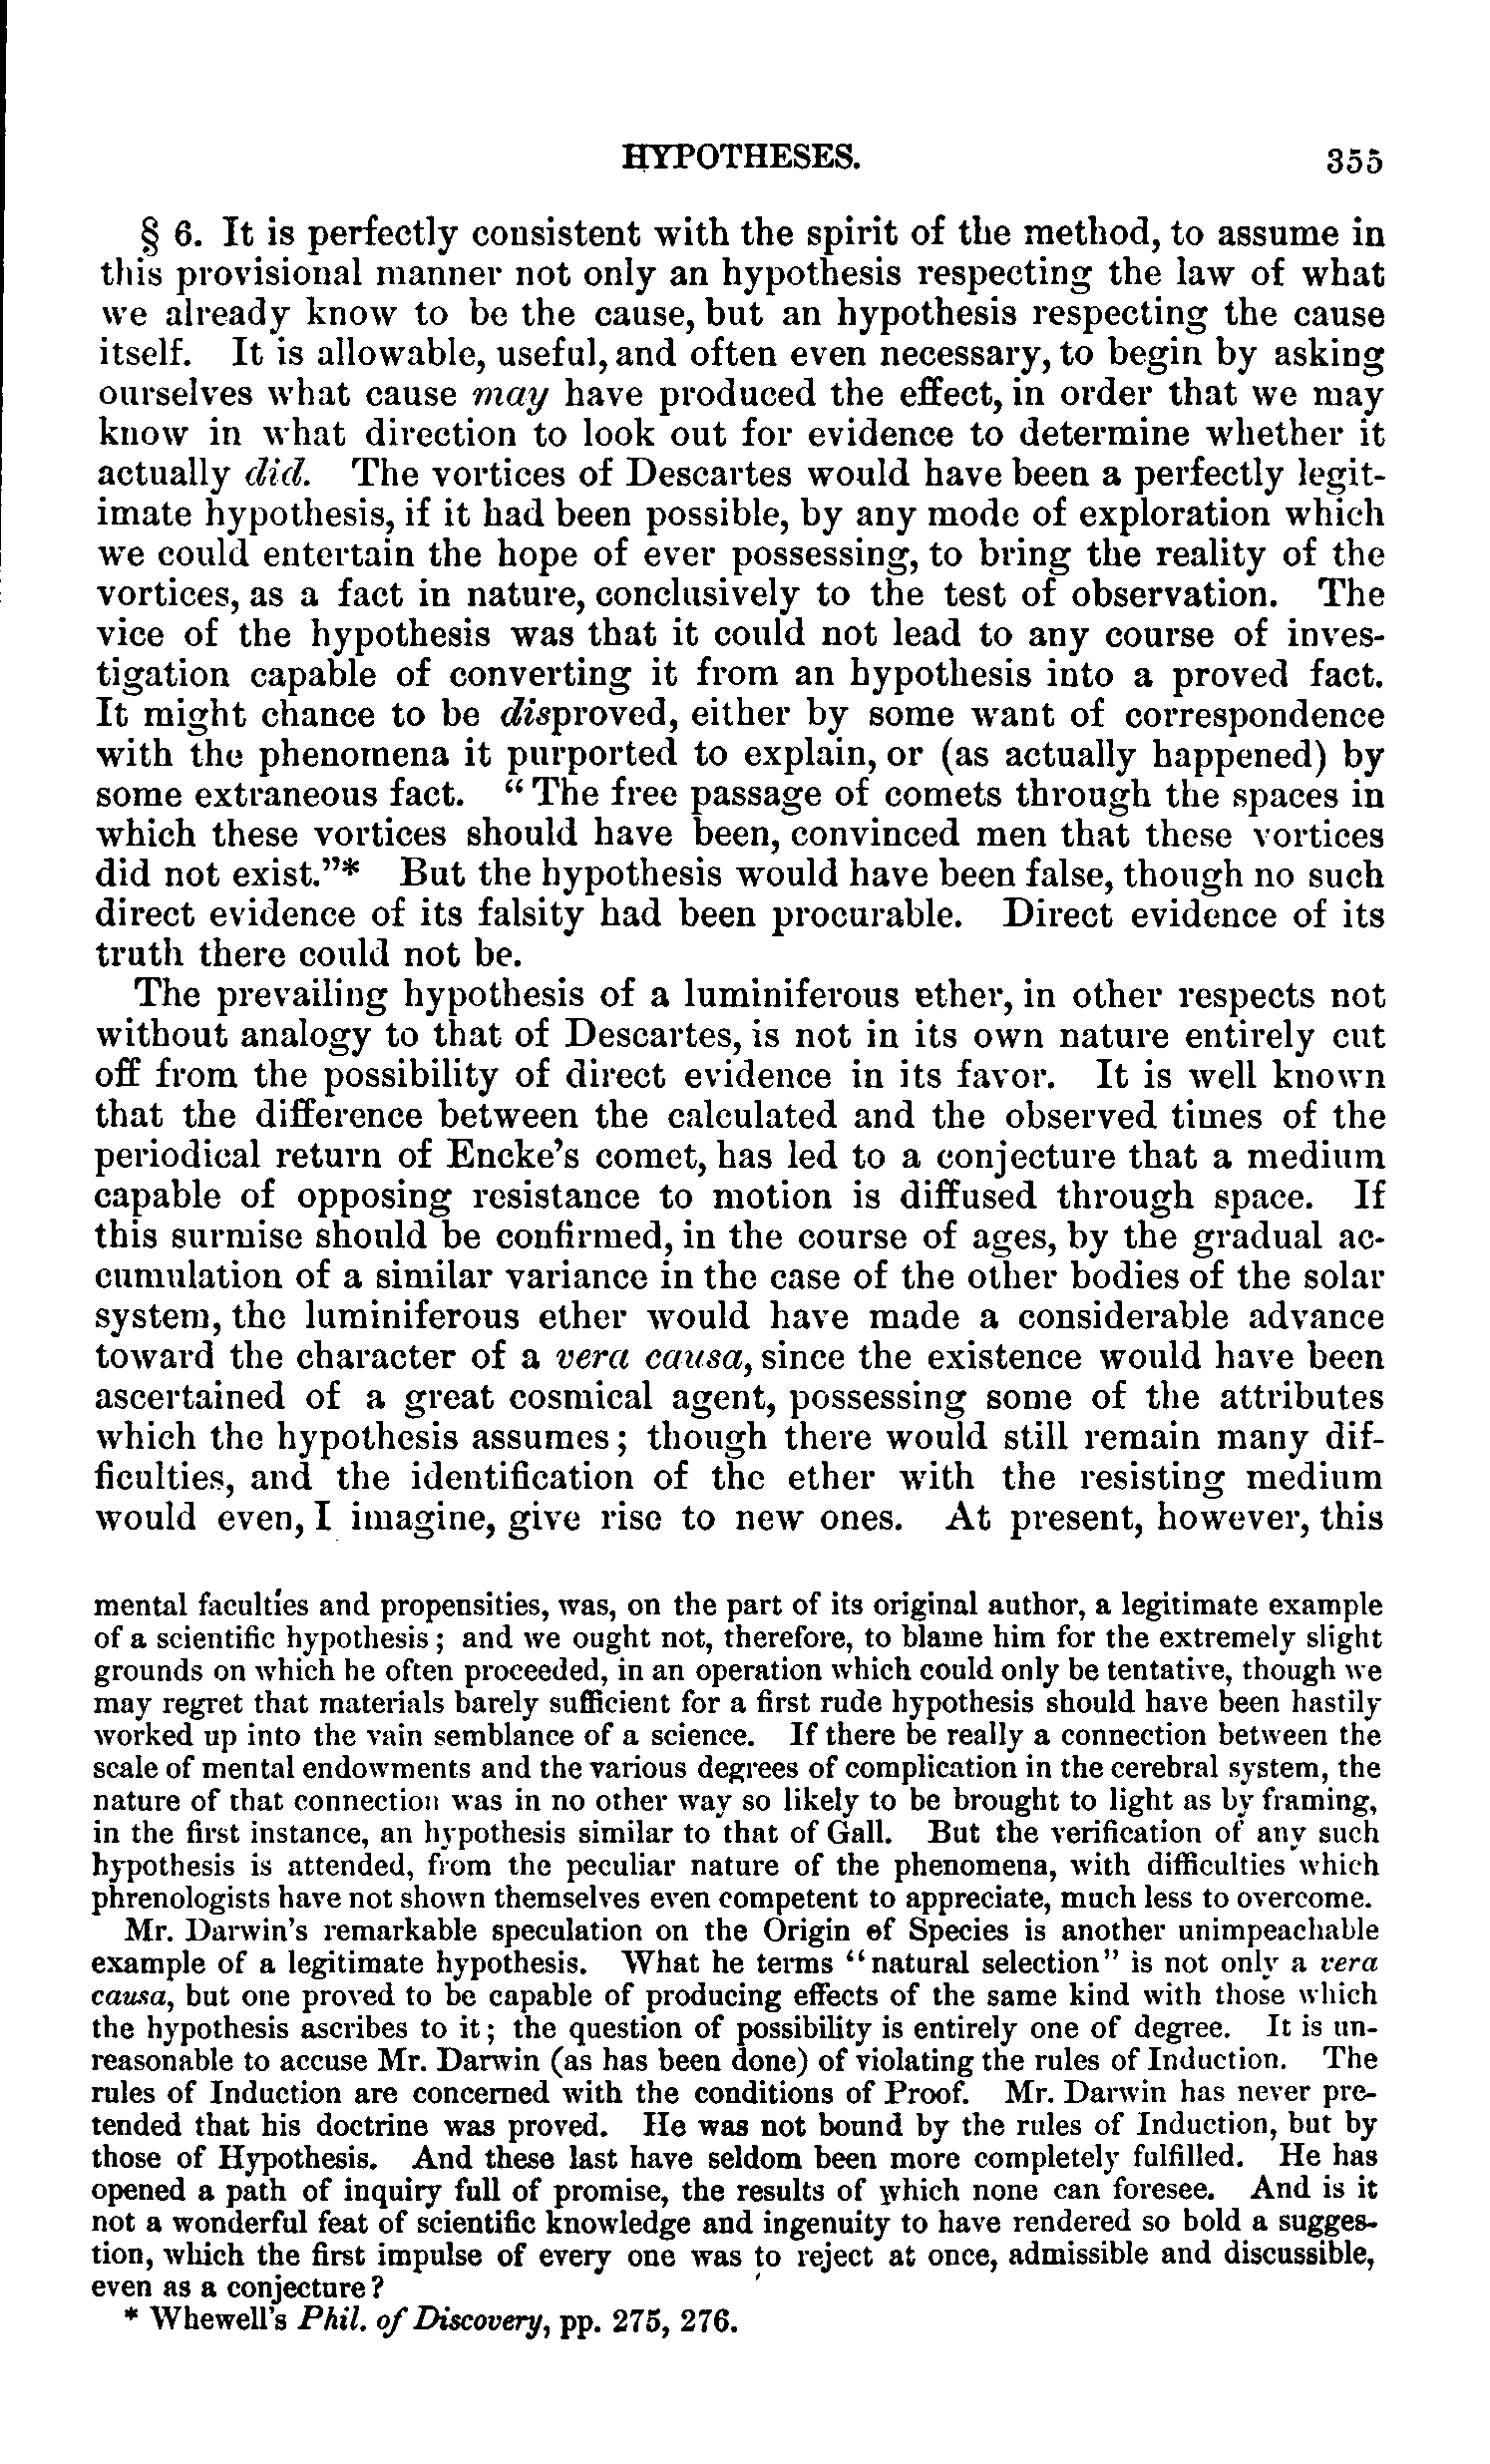 HYPOTHESES. 355
§ 6. It is perfectly consistent with the spirit of the method, to assume in
this provisional manner not only an hypothesis respecting the law of what
we already know to be the cause, but an hypothesis respecting the cause
itself. It is allowable, useful, and often even necessary, to begin by asking
ourselves what cause may have produced the effect, in order that we may
know in what direction to look out for evidence to determine whether it
actually did. The vortices of Descartes would have been a perfectly legit-
imate hypothesis, if it had been possible, by any mode of exploration which
we could entertain the hope of ever possessing, to bring the reality of the
vortices, as a fact in nature, conclusively to the test of observation. The
vice of the hypothesis was that it could not lead to any course of inves-
tigation capable of converting it from an hypothesis into a proved fact.
It might chance to be disproved, either by some want of correspondence
with the phenomena it purported to explain, or (as actually happened) by
some extraneous fact. “The free passage of comets through the spaces in
which these vortices should have been, convinced men that these vortices
did not exist.”* But the hypothesis would have been false, though no such
direct evidence of its falsity had been procurable. Direct evidence of its
truth there could not be.
The prevailing hypothesis of a luminiferous ether, in other respects not
without analogy to that of Descartes, is not in its own nature entirely cut
off from the possibility of direct evidence in its favor. It is well known
that the difference between the calculated and the observed times of the
periodical return of Encke’s comet, has led to a conjecture that a medium
capable of opposing resistance to motion is diffused through space. If
this surmise should be confirmed, in the course of ages, by the gradual ac-
cumulation of a similar variance in the case of the other bodies of the solar
system, the luminiferous ether would have made a considerable advance
toward the character of a vera causa, since the existence would have been
ascertained of a great cosmical agent, possessing some of the attributes
which the hypothesis assumes; though there would still remain many dif-
ficulties, and the identification of the ether with the resisting medium
would even, I imagine, give rise to new ones. At present, however, this
mental faculties and propensities, was, on the part of its original author, a legitimate example
of a scientific hypothesis; and we ought not, therefore, to blame him for the extremely slight
grounds on which he often proceeded, in an operation which could only be tentative, though we
may regret that materials barely sufficient for a first rude hypothesis should have been hastily
worked up into the vain semblance of a science. If there be really a connection between the
scale of mental endowments and the various degrees of complication in the cerebral system, the
nature of that connection was in no other way so likely to be brought to light as by framing,
in the first instance, an hypothesis similar to that of Gall. But the verification of any such
hypothesis is attended, from the peculiar nature of the phenomena, with difficulties which
phrenologists have not shown themselves even competent to appreciate, much less to overcome.
Mr. Darwin’s remarkable speculation on the Origin of Species is another unimpeachable
example of a legitimate hypothesis. What he terms “natural selection” is not only a vera
causa, but one proved to be capable of producing effects of the same kind with those which
the hypothesis ascribes to it; the question of possibility is entirely one of degree. It is un-
reasonable to accuse Mr. Darwin (as has been done) of violating the rules of Induction. The
rules of Induction are concerned with the conditions of Proof. Mr. Darwin has never pre-
tended that his doctrine was proved. He was not bound by the rules of Induction, but by
those of Hypothesis. And these last have seldom been more completely fulfilled. He has
opened a path of inquiry full of promise, the results of which none can foresee. And is it
not a wonderful feat of scientific knowledge and ingenuity to have rendered so bold a sugges-
tion, which the first impulse of every one was to reject at once, admissible and discussible,
even as a conjecture?
* Whewell’s Phil. of Discovery, pp. 275, 276.